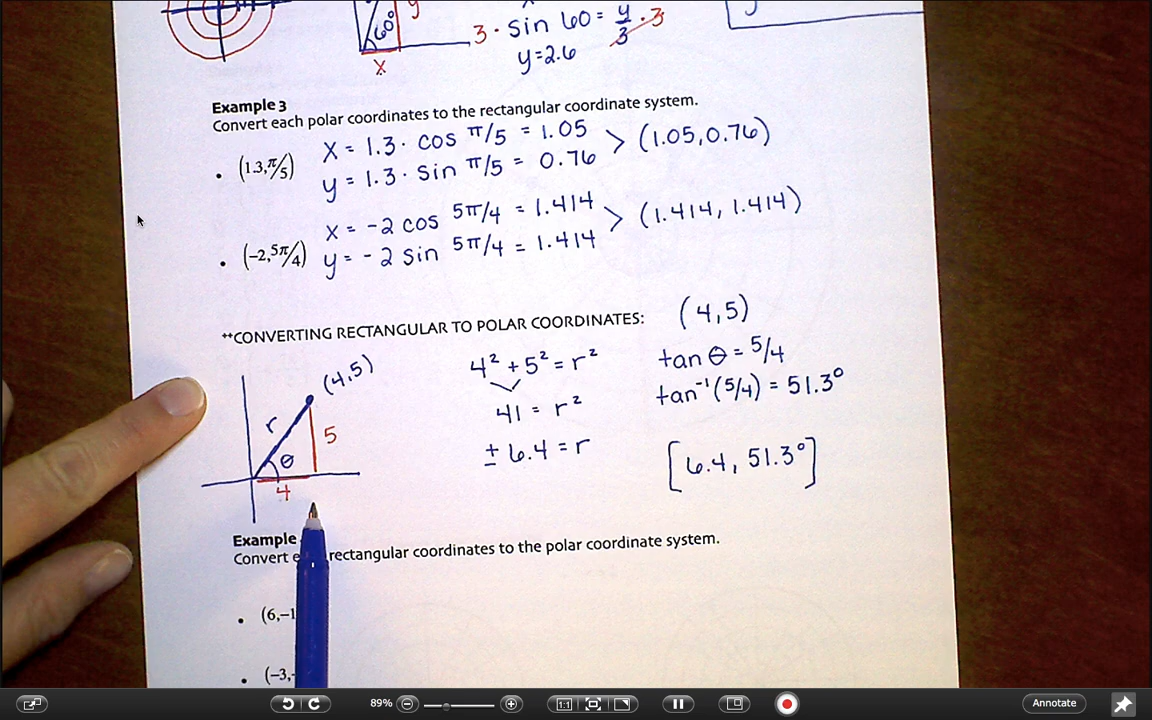 60°
y
x
3 · sin 60 = y/3 · 3
y=2.6
Example 3
Convert each polar coordinates to the rectangular coordinate system.
• (1.3, π/5)
x = 1.3 · cos π/5 = 1.05
y = 1.3 · sin π/5 = 0.76
> (1.05, 0.76)
• (−2, 5π/4)
x = -2 cos 5π/4 = 1.414
y = -2 sin 5π/4 = 1.414
> (1.414, 1.414)
**CONVERTING RECTANGULAR TO POLAR COORDINATES:
(4,5)
(4,5)
r
5
θ
4
4² + 5² = r²
41 = r²
± 6.4 = r
tan θ = 5/4
tan⁻¹(5/4) = 51.3°
[6.4, 51.3°]
Example
Convert e rectangular coordinates to the polar coordinate system.
• (6,−1
• (−3,-
89%
1:1
Annotate